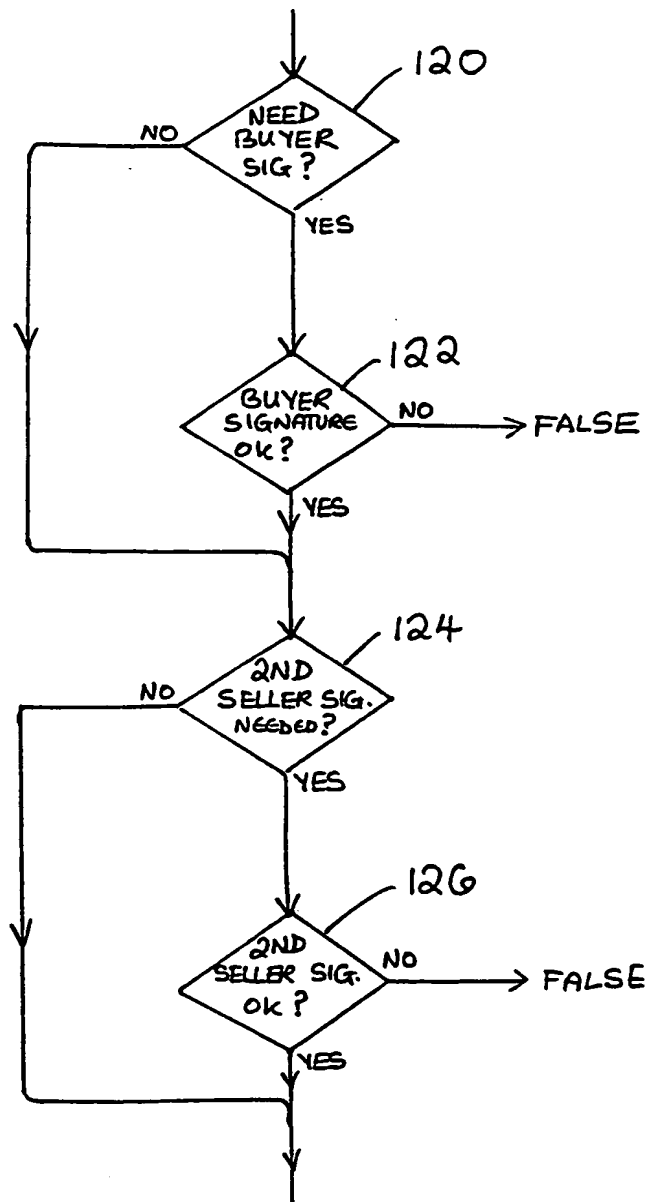 120
NEED
BUYER
SIG?
NO
YES
122
BUYER
SIGNATURE
OK?
NO
FALSE
YES
124
2ND
SELLER SIG.
NEEDED?
NO
YES
126
2ND
SELLER SIG.
OK?
NO
FALSE
YES